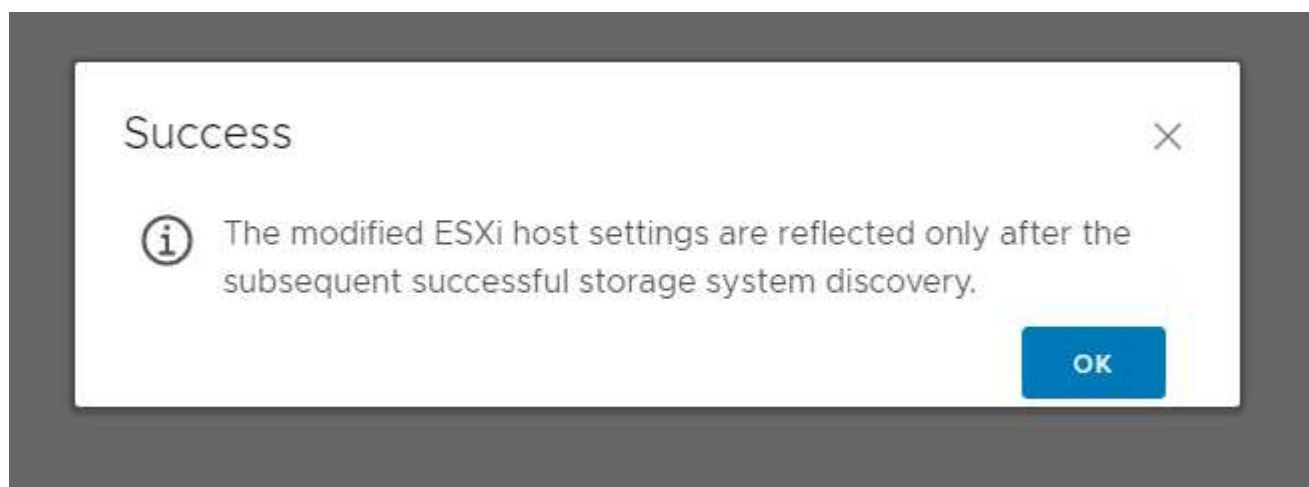 Success
The modified ESXi host settings are reflected only after the
subsequent successful storage system discovery.
OK